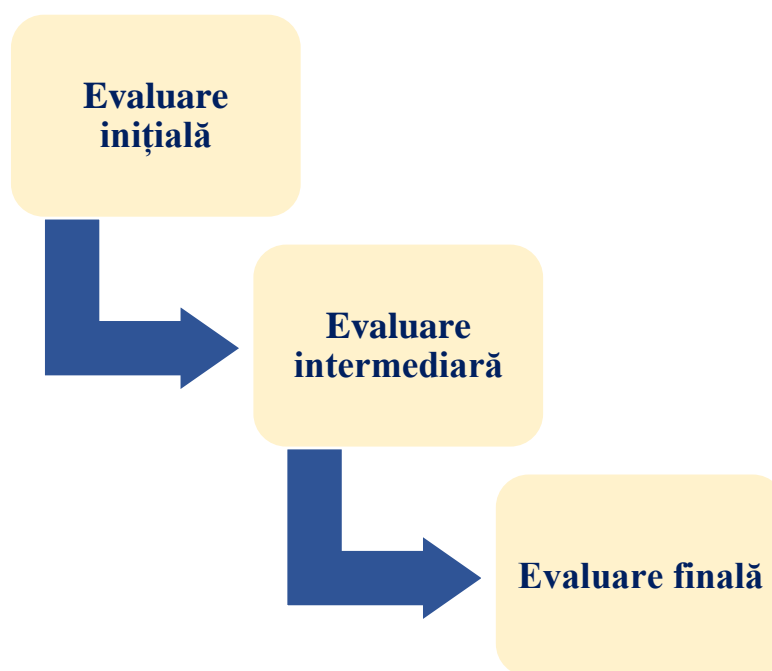 Evaluare
inițială
Evaluare
intermediară
Evaluare finală